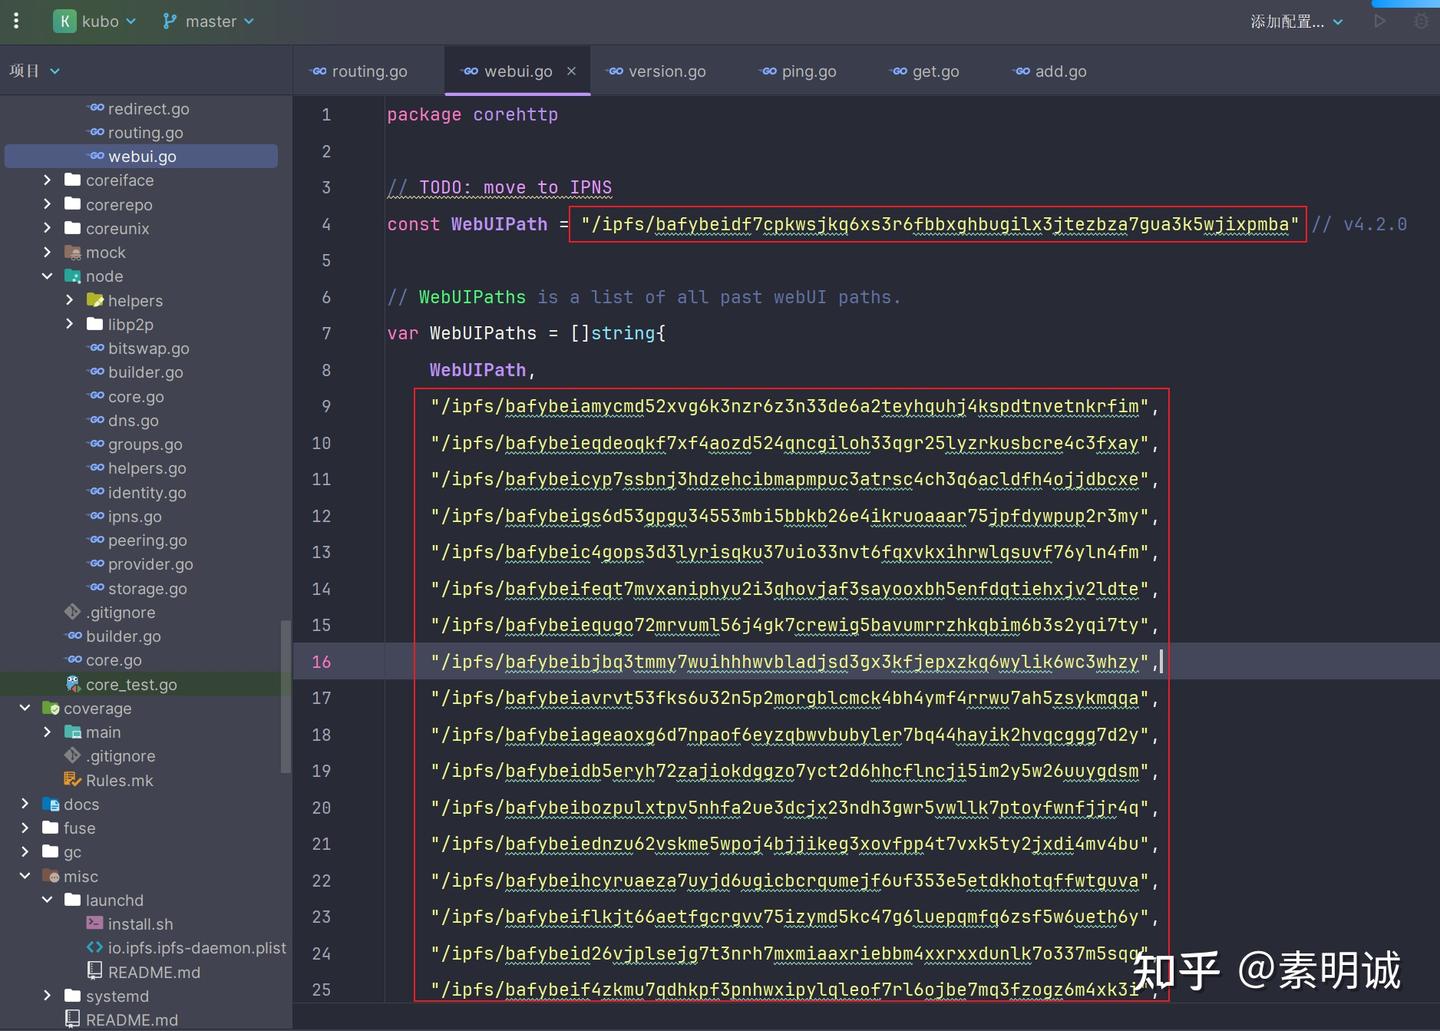 K kubo master 添加配置...
项目
routing.go webui.go × version.go ping.go get.go add.go
redirect.go
routing.go
webui.go
coreiface
corerepo
coreunix
mock
node
helpers
libp2p
bitswap.go
builder.go
core.go
dns.go
groups.go
helpers.go
identity.go
ipns.go
peering.go
provider.go
storage.go
.gitignore
builder.go
core.go
core_test.go
coverage
main
.gitignore
Rules.mk
docs
fuse
gc
misc
launchd
install.sh
io.ipfs.ipfs-daemon.plist
README.md
systemd
README.md
1 package corehttp
2
3 // TODO: move to IPNS
4 const WebUIPath = "/ipfs/bafybeidf7cpkwsjkq6xs3r6fbbxghbugilx3jtezbza7gua3k5wjixpmba" // v4.2.0
5
6 // WebUIPaths is a list of all past webUI paths.
7 var WebUIPaths = []string{
8 WebUIPath,
9 "/ipfs/bafybeiamycmd52xvg6k3nzr6z3n33de6a2teyhquhj4kspdtnvetnkrfim",
10 "/ipfs/bafybeieqdeoqkf7xf4aozd524qncgiloh33qgr25lyzrkusbcre4c3fxay",
11 "/ipfs/bafybeicyp7ssbnj3hdzehcibmapmpuc3atrsc4ch3q6acldfh4ojjdbcxe",
12 "/ipfs/bafybeigs6d53gpgu34553mbi5bbkb26e4ikruoaaar75jpfdywpup2r3my",
13 "/ipfs/bafybeic4gops3d3lyrisqku37uio33nvt6fqxvkxihrwlqsuvf76yln4fm",
14 "/ipfs/bafybeifeqt7mvxaniphyu2i3qhovjaf3sayooxbh5enfdqtiehxjv2ldte",
15 "/ipfs/bafybeiequgo72mrvuml56j4gk7crewig5bavumrrzhkqbim6b3s2yqi7ty",
16 "/ipfs/bafybeibjbq3tmmy7wuihhhwvbladjsd3gx3kfjepxzkq6wylik6wc3whzy",
17 "/ipfs/bafybeiavrvt53fks6u32n5p2morgblcmck4bh4ymf4rrwu7ah5zsykmqqa",
18 "/ipfs/bafybeiageaoxg6d7npaof6eyzqbwvbubyler7bq44hayik2hvqcggg7d2y",
19 "/ipfs/bafybeidb5eryh72zajiokdggzo7yct2d6hhcflncji5im2y5w26uuygdsm",
20 "/ipfs/bafybeibozpulxtpv5nhfa2ue3dcjx23ndh3gwr5vwllk7ptoyfwnfjjr4q",
21 "/ipfs/bafybeiednzu62vskme5wpoj4bjjikeg3xovfpp4t7vxk5ty2jxdi4mv4bu",
22 "/ipfs/bafybeihcyruaeza7uyjd6ugicbcrqumejf6uf353e5etdkhotqffwtguva",
23 "/ipfs/bafybeiflkjt66aetfgcrgvv75izymd5kc47g6luepqmfq6zsf5w6ueth6y",
24 "/ipfs/bafybeid26vjplsejg7t3nrh7mxmiaaxriebbm4xxrxxdunlk7o337m5sqq",
25 "/ipfs/bafybeif4zkmu7qdhkpf3pnhwxipylqleof7rl6ojbe7mq3fzogz6m4xk3i",
知乎 @素明诚